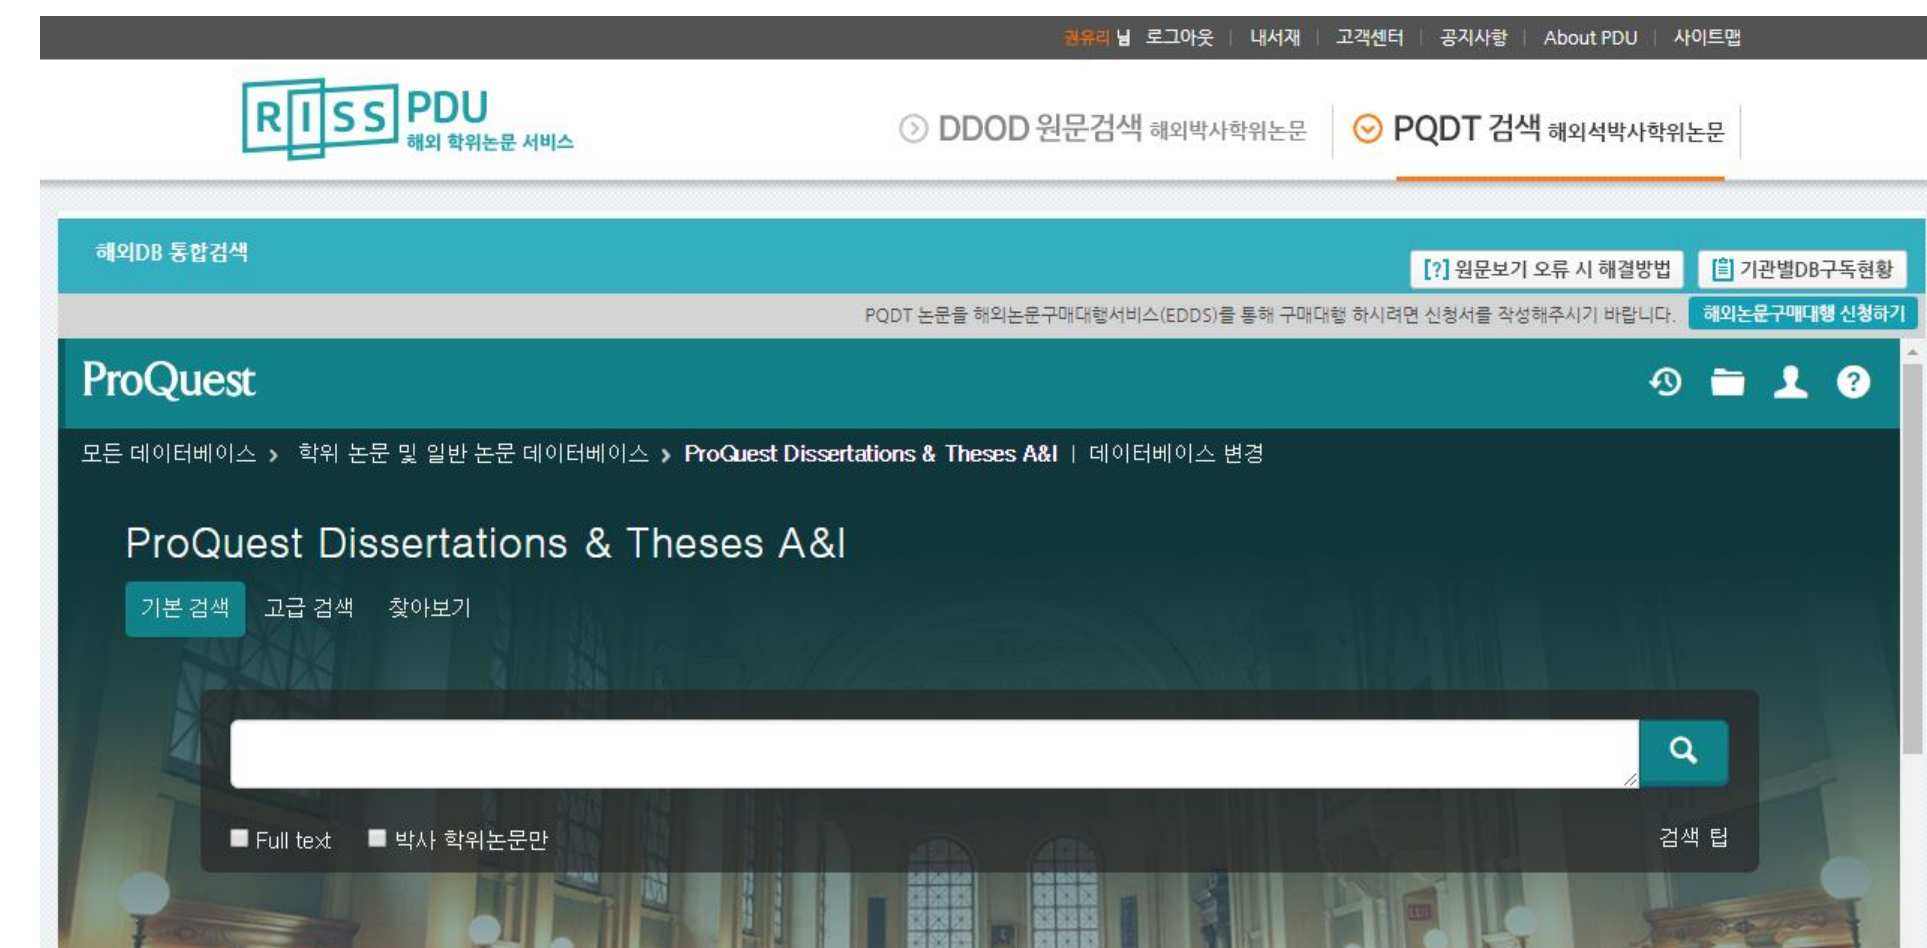 권유리 님 로그아웃 | 내서재 | 고객센터 | 공지사항 | About PDU | 사이트맵
RISS PDU
해외 학위논문 서비스
DDOD 원문검색 해외박사학위논문
PQDT 검색 해외석박사학위논문
해외DB 통합검색
[?] 원문보기 오류 시 해결방법
기관별DB구독현황
PQDT 논문을 해외논문구매대행서비스(EDDS)를 통해 구매대행 하시려면 신청서를 작성해주시기 바랍니다.
해외논문구매대행 신청하기
ProQuest
모든 데이터베이스 > 학위 논문 및 일반 논문 데이터베이스 > ProQuest Dissertations & Theses A&I | 데이터베이스 변경
ProQuest Dissertations & Theses A&I
기본 검색 고급 검색 찾아보기
Full text 박사 학위논문만
검색 팁